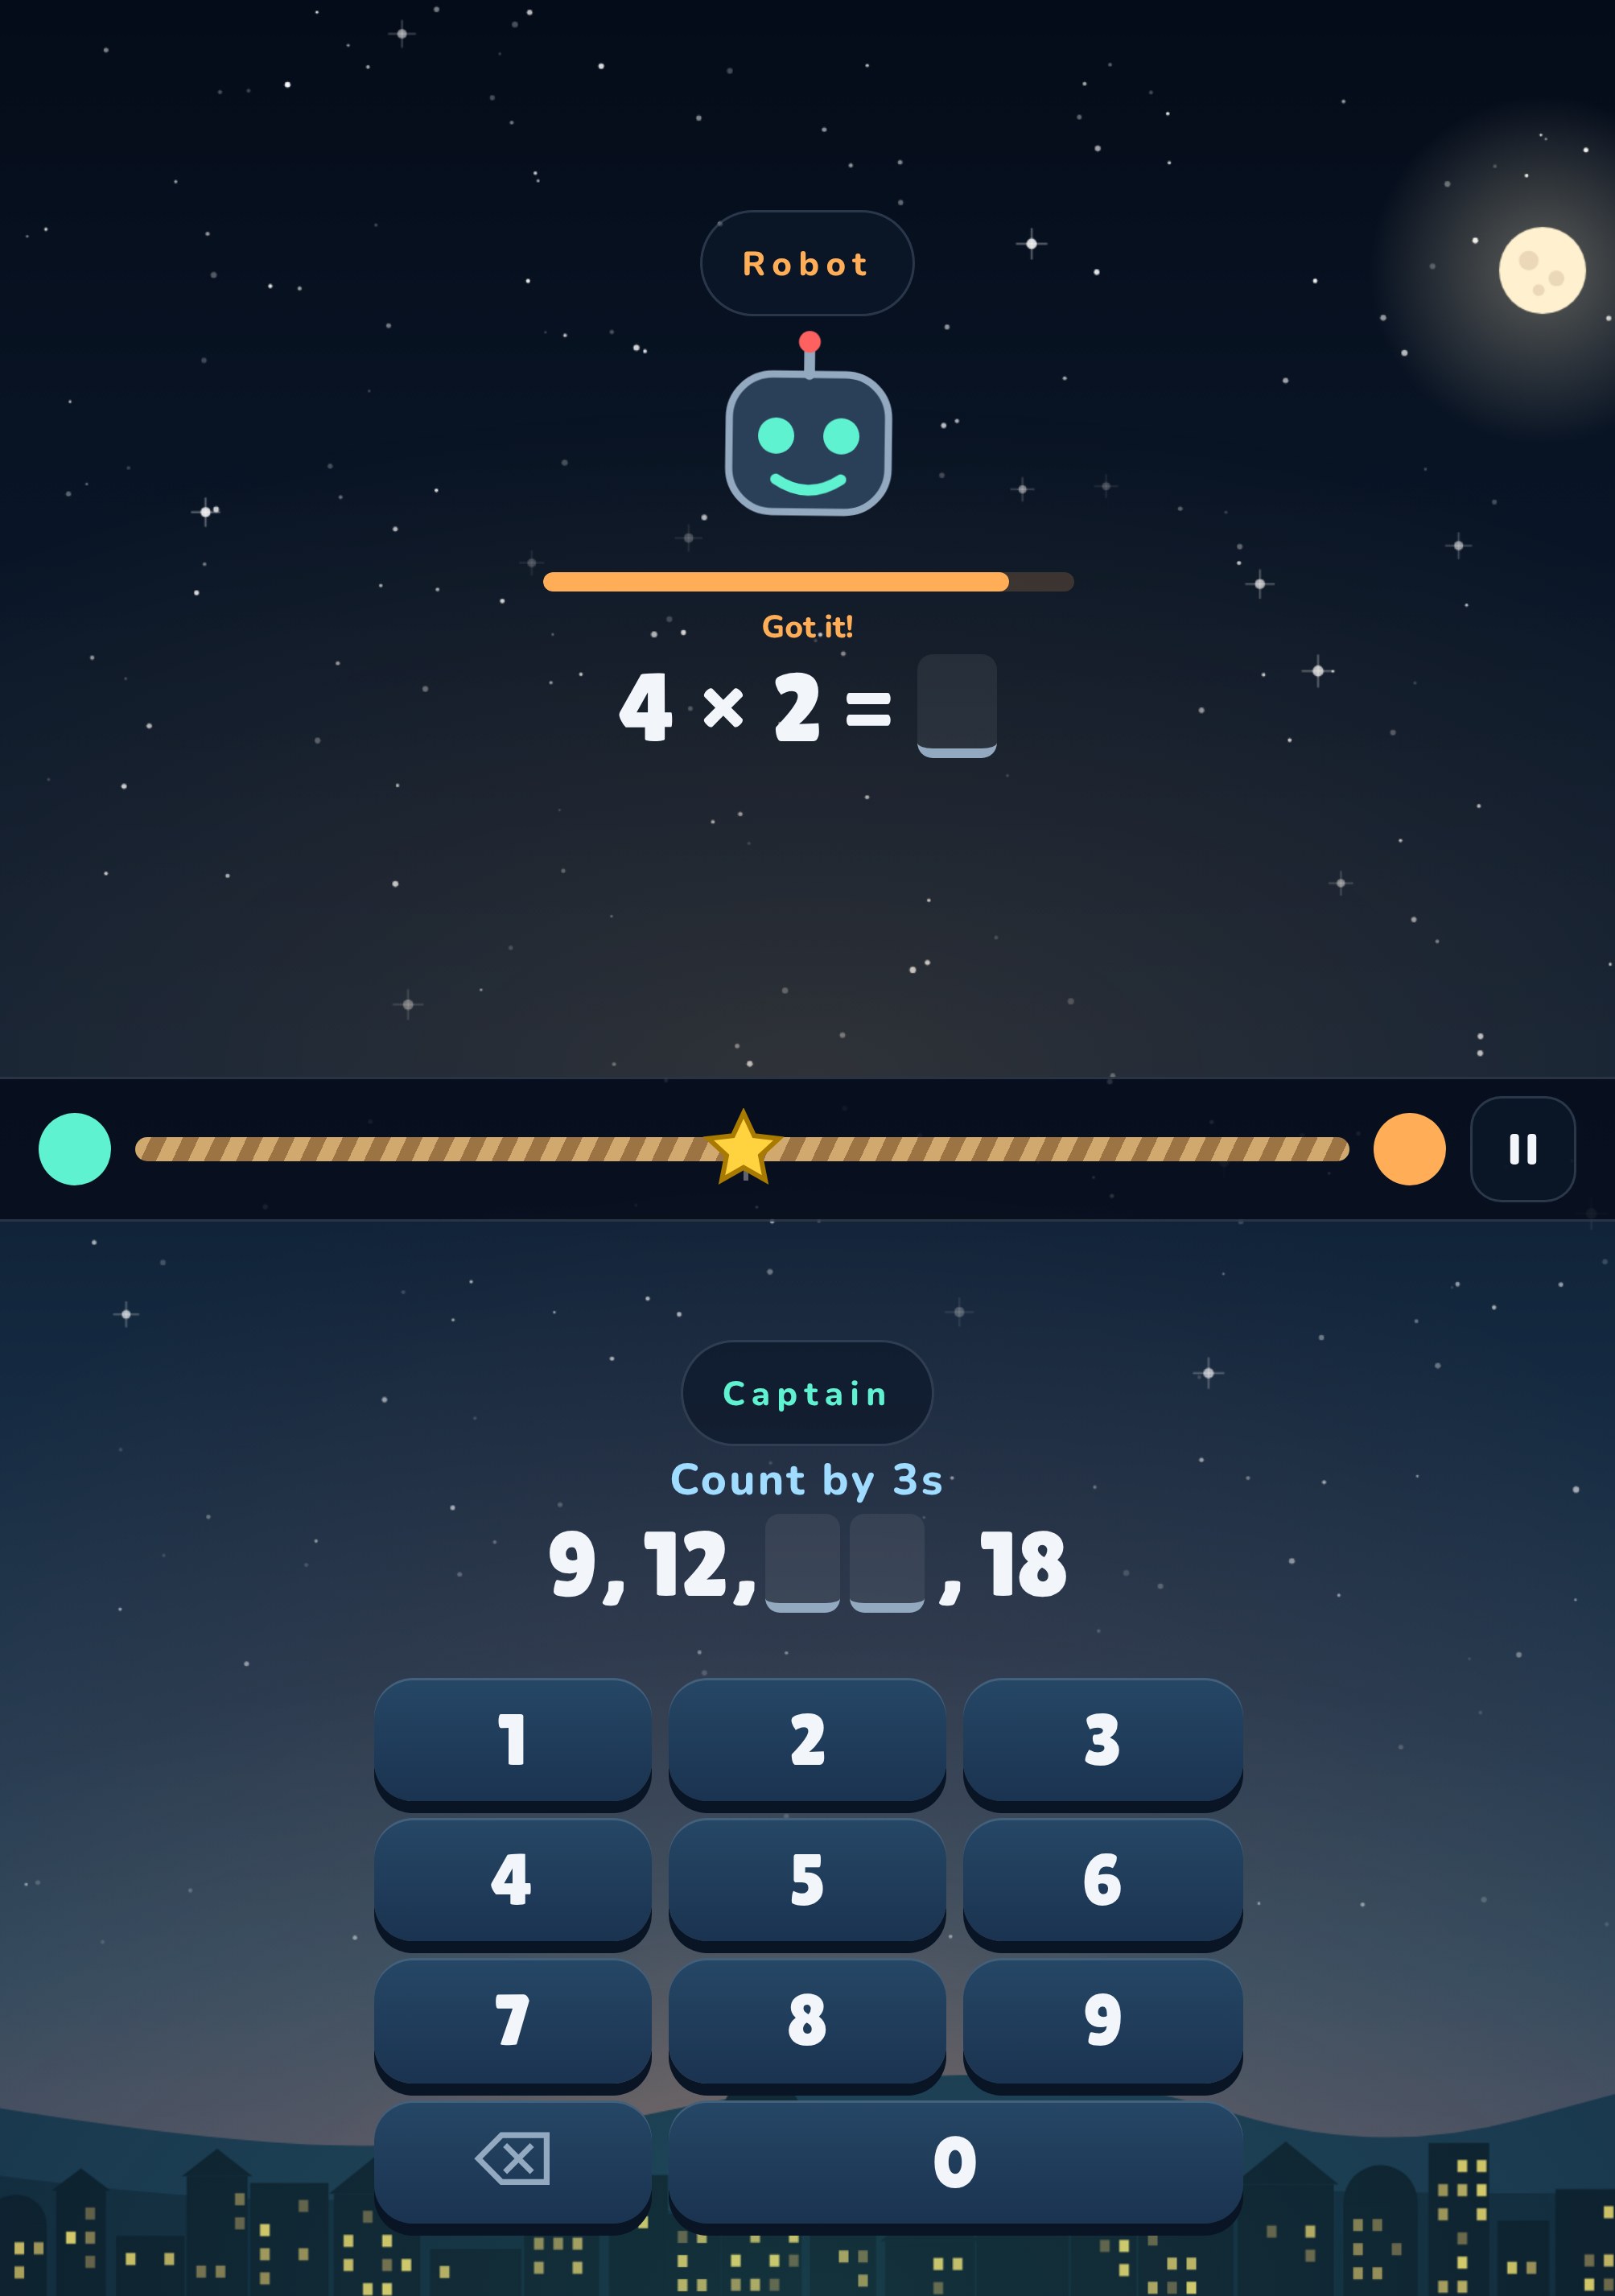 Robot
Got it!
4 × 2 =
Captain
Count by 3s
9, 12, , 18
1 2 3
4 5 6
7 8 9
0